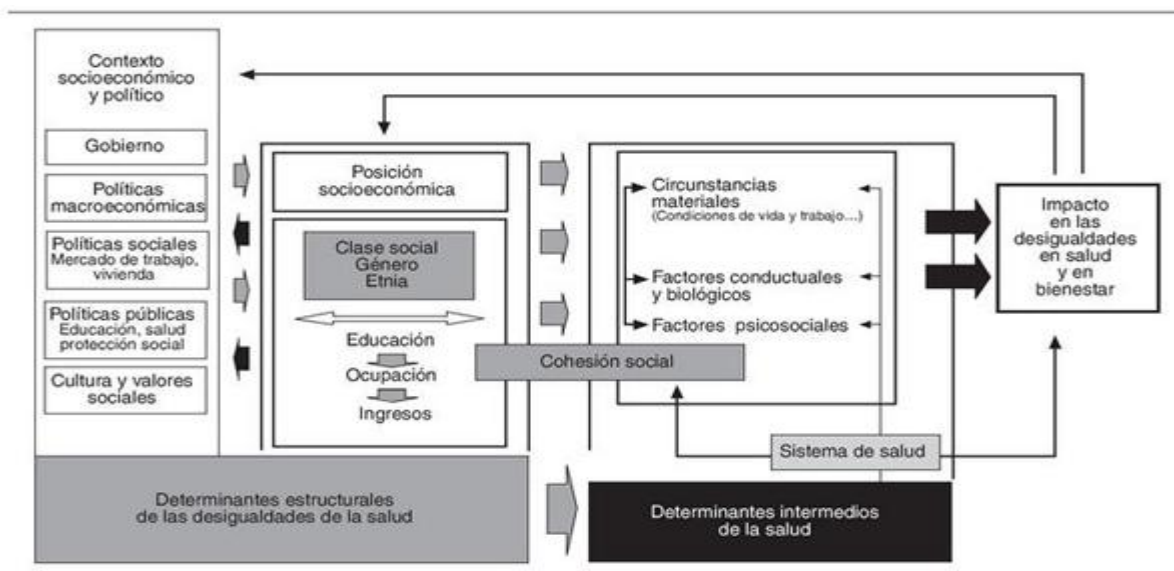 Contexto
socioeconómico
y político
Gobierno
Políticas
macroeconómicas
Políticas sociales
Mercado de trabajo,
vivienda
Políticas públicas
Educación, salud
protección social
Cultura y valores
sociales
Posición
socioeconómica
Clase social
Género
Etnia
Educación
Ocupación
Ingresos
Cohesión social
Circunstancias
materiales
(Condiciones de vida y trabajo...)
Factores conductuales
y biológicos
Factores psicosociales
Sistema de salud
Impacto
en las
desigualdades
en salud
y en
bienestar
Determinantes estructurales
de las desigualdades de la salud
Determinantes intermedios
de la salud